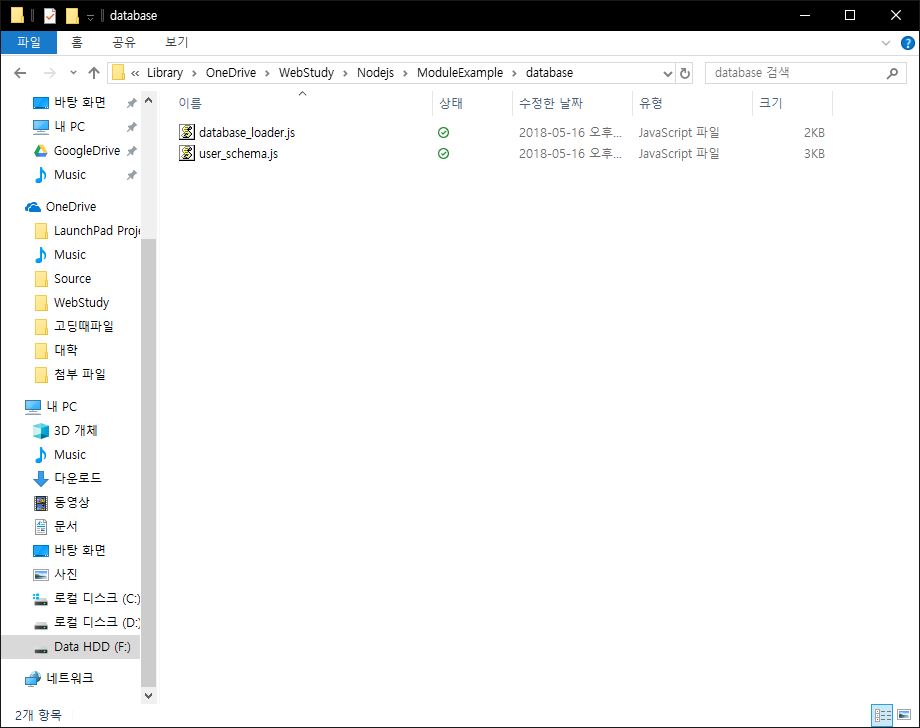 database
파일 홈 공유 보기
« Library › OneDrive › WebStudy › Nodejs › ModuleExample › database
database 검색
바탕 화면
내 PC
GoogleDrive
Music
OneDrive
LaunchPad Proje
Music
Source
WebStudy
고딩때파일
대학
첨부 파일
내 PC
3D 개체
Music
다운로드
동영상
문서
바탕 화면
사진
로컬 디스크 (C:)
로컬 디스크 (D:)
Data HDD (F:)
네트워크
이름 상태 수정한 날짜 유형 크기
database_loader.js 2018-05-16 오후... JavaScript 파일 2KB
user_schema.js 2018-05-16 오후... JavaScript 파일 3KB
2개 항목